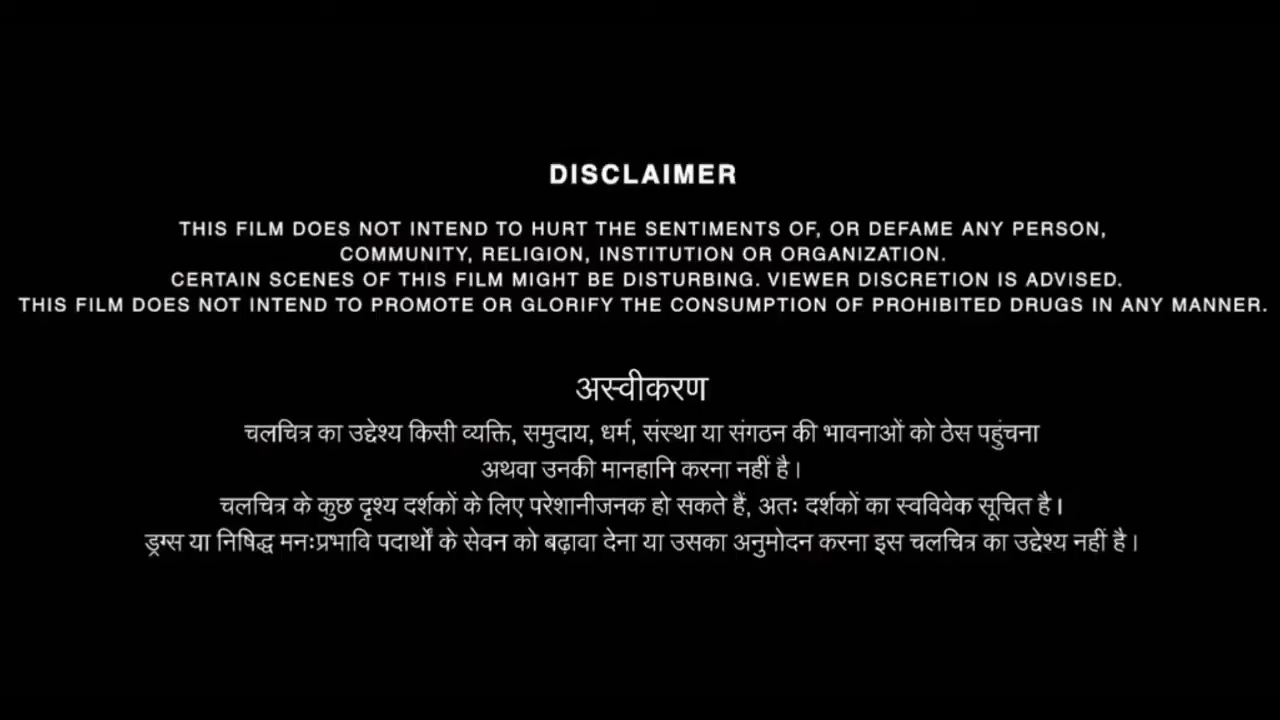 DISCLAIMER
THIS FILM DOES NOT INTEND TO HURT THE SENTIMENTS OF, OR DEFAME ANY PERSON,
COMMUNITY, RELIGION, INSTITUTION OR ORGANIZATION.
CERTAIN SCENES OF THIS FILM MIGHT BE DISTURBING. VIEWER DISCRETION IS ADVISED.
THIS FILM DOES NOT INTEND TO PROMOTE OR GLORIFY THE CONSUMPTION OF PROHIBITED DRUGS IN ANY MANNER.
अस्वीकरण
चलचित्र का उद्देश्य किसी व्यक्ति, समुदाय, धर्म, संस्था या संगठन की भावनाओं को ठेस पहुंचना
अथवा उनकी मानहानि करना नहीं है।
चलचित्र के कुछ दृश्य दर्शकों के लिए परेशानीजनक हो सकते हैं, अतः दर्शकों का स्वविवेक सूचित है।
ड्रग्स या निषिद्ध मनःप्रभावि पदार्थों के सेवन को बढ़ावा देना या उसका अनुमोदन करना इस चलचित्र का उद्देश्य नहीं है।